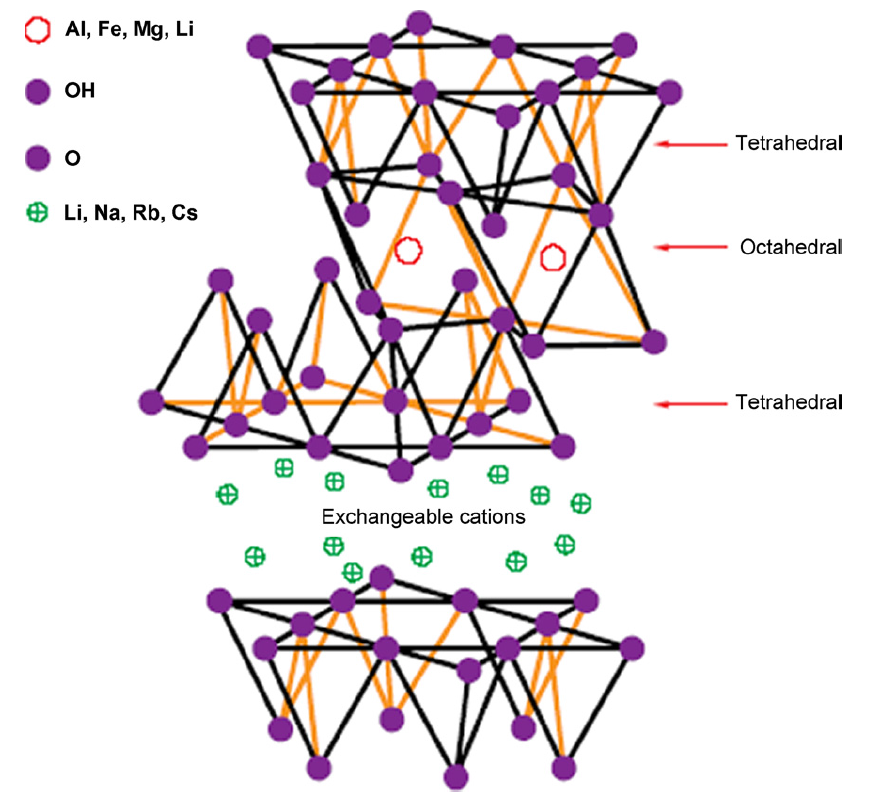 Al, Fe, Mg, Li
OH
O
Li, Na, Rb, Cs
Tetrahedral
Octahedral
Tetrahedral
Exchangeable cations